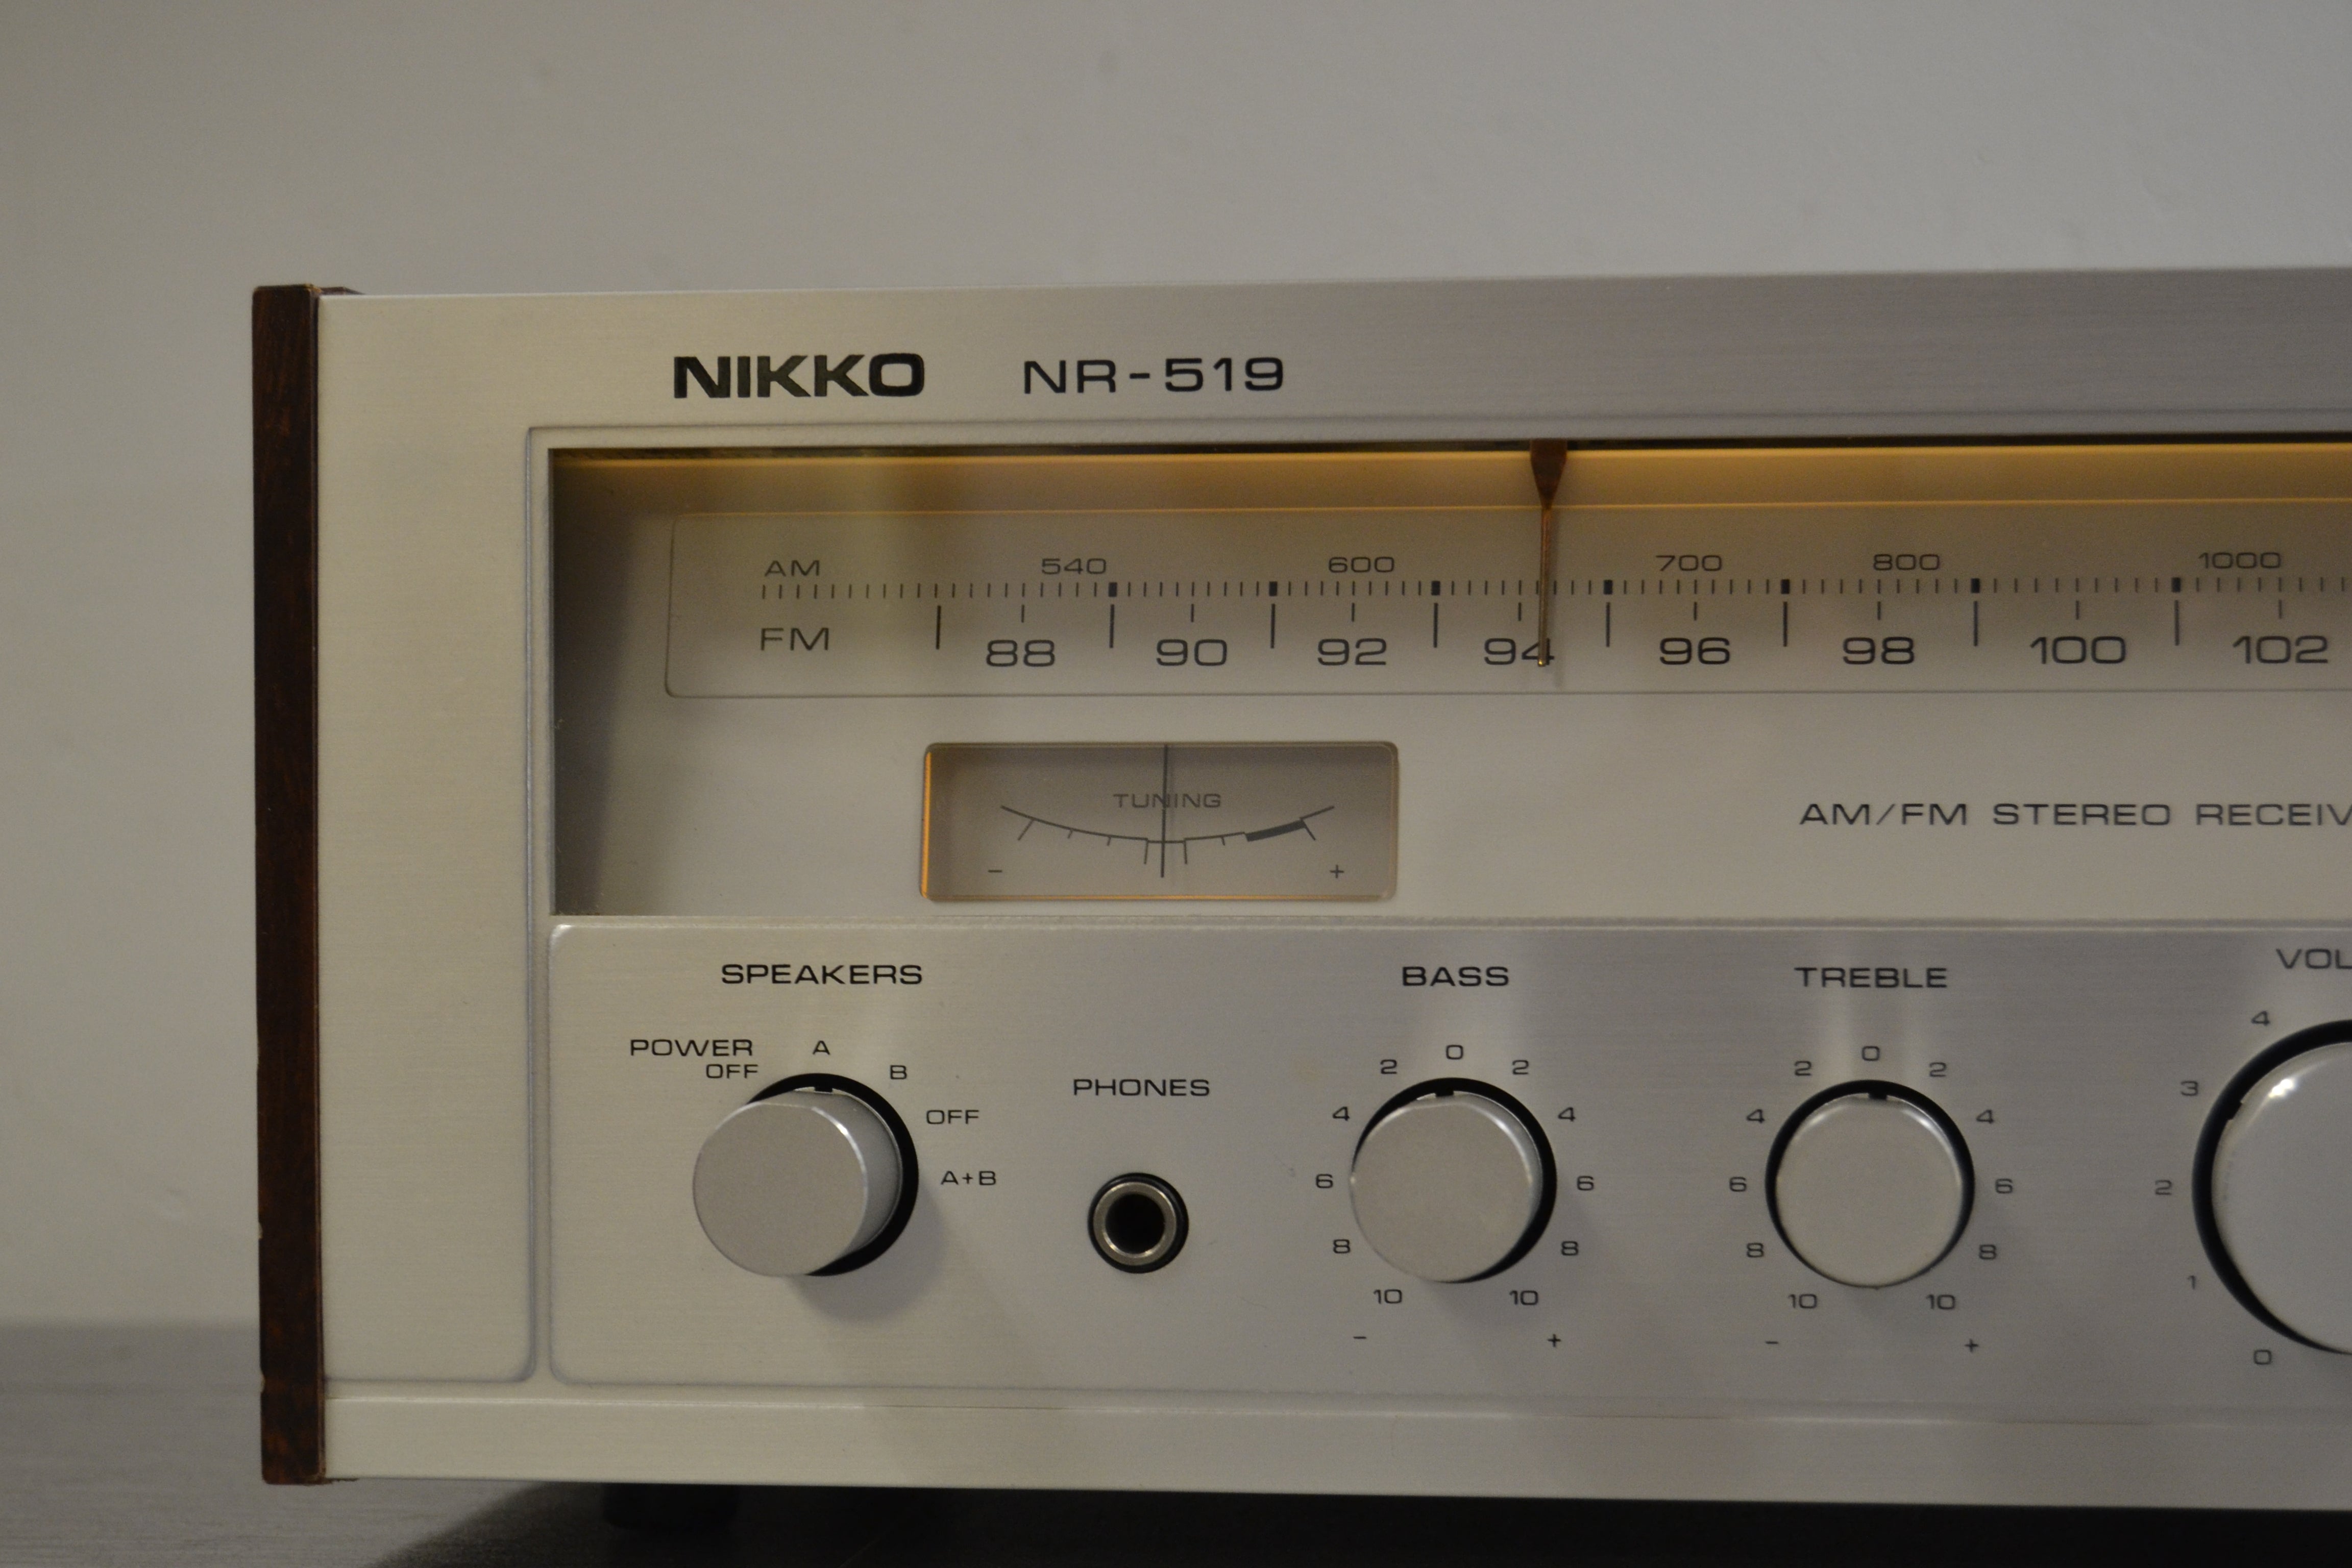 NIKKO NR-519
AM 540 600 700 800 1000
FM 88 90 92 94 96 98 100 102
TUNING
- +
AM/FM STEREO RECEIV
SPEAKERS
POWER OFF A B OFF A+B
PHONES
BASS
10 8 6 4 2 0 2 4 6 8 10
- +
TREBLE
10 8 6 4 2 0 2 4 6 8 10
- +
VOL
0 1 2 3 4